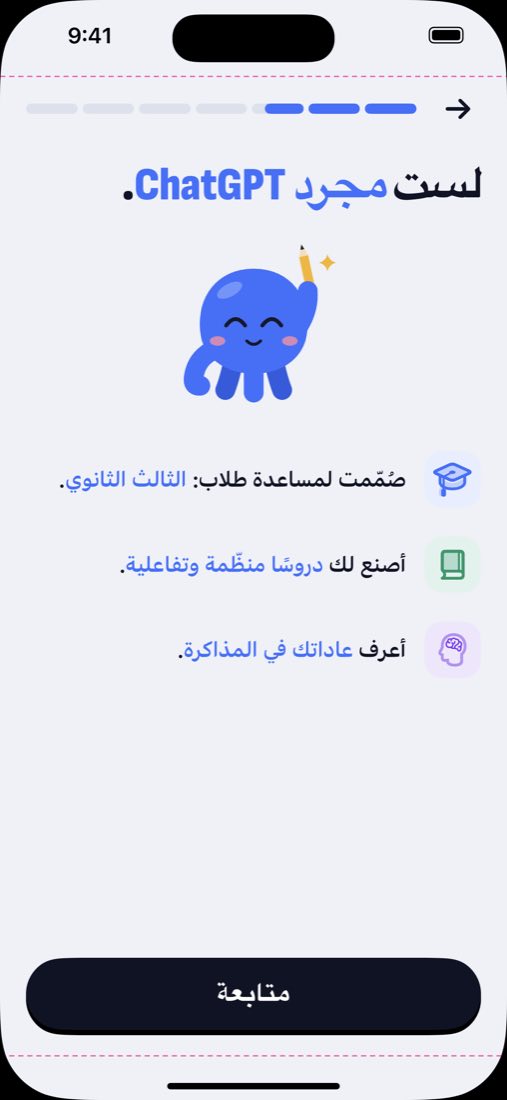 9:41
لست مجرد ChatGPT.
صُمّمت لمساعدة طلاب: الثالث الثانوي.
أصنع لك دروسًا منظّمة وتفاعلية.
أعرف عاداتك في المذاكرة.
متابعة